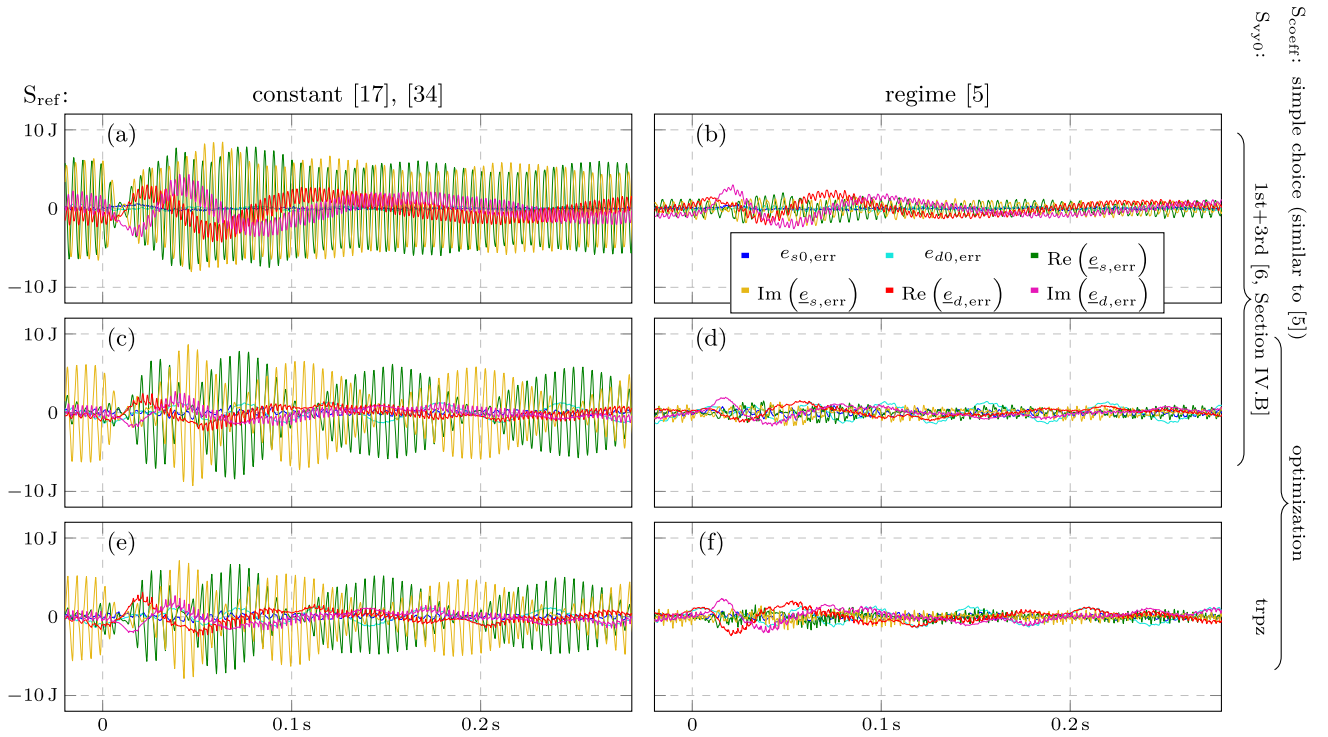 S_ref: constant [17], [34] regime [5]
S_vy0:
S_coeff: simple choice (similar to [5])
1st+3rd [6, Section IV.B]
optimization
trpz
10 J (a) (b)
0
−10 J
e_s0,err e_d0,err Re (e_s,err)
Im (e_s,err) Re (e_d,err) Im (e_d,err)
10 J (c) (d)
0
−10 J
10 J (e) (f)
0
−10 J
0 0.1 s 0.2 s 0 0.1 s 0.2 s